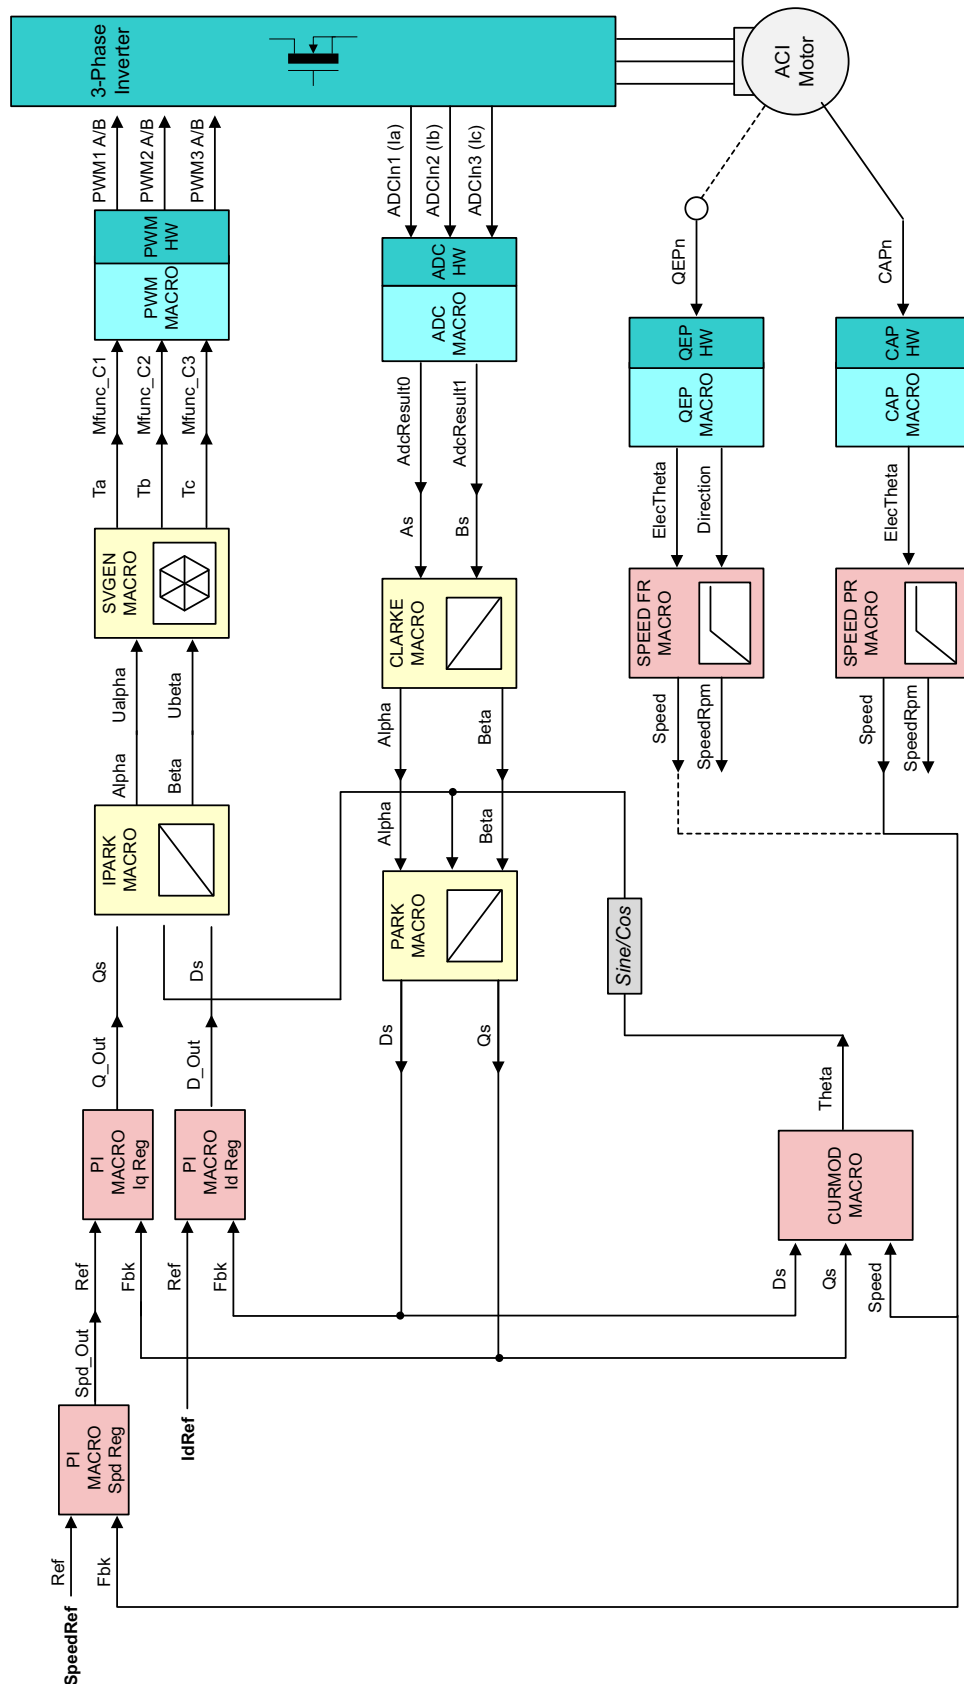 SpeedRef
Ref
Fbk
PI
MACRO
Spd Reg
Spd_Out
Ref
Fbk
PI
MACRO
Iq Reg
Q_Out
Qs
IdRef
Ref
Fbk
PI
MACRO
Id Reg
D_Out
Ds
IPARK
MACRO
Alpha
Beta
Ualpha
Ubeta
SVGEN
MACRO
Ta
Tb
Tc
Mfunc_C1
Mfunc_C2
Mfunc_C3
PWM
MACRO
PWM
HW
PWM1 A/B
PWM2 A/B
PWM3 A/B
3-Phase
Inverter
Ds
Qs
PARK
MACRO
Alpha
Beta
Alpha
Beta
CLARKE
MACRO
As
Bs
AdcResult0
AdcResult1
ADC
MACRO
ADC
HW
ADCIn1 (Ia)
ADCIn2 (Ib)
ADCIn3 (Ic)
Ds
Qs
Speed
CURMOD
MACRO
Theta
Sine/Cos
Speed
SpeedRpm
SPEED FR
MACRO
ElecTheta
Direction
QEP
MACRO
QEP
HW
QEPn
Speed
SpeedRpm
SPEED PR
MACRO
ElecTheta
CAP
MACRO
CAP
HW
CAPn
ACI
Motor